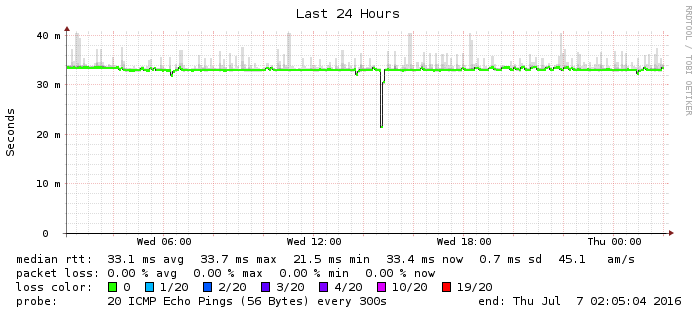 Last 24 Hours
RRDTOOL / TOBI OETIKER
Seconds
40 m
30 m
20 m
10 m
0
Wed 06:00 Wed 12:00 Wed 18:00 Thu 00:00
median rtt: 33.1 ms avg 33.7 ms max 21.5 ms min 33.4 ms now 0.7 ms sd 45.1 am/s
packet loss: 0.00 % avg 0.00 % max 0.00 % min 0.00 % now
loss color: 0 1/20 2/20 3/20 4/20 10/20 19/20
probe: 20 ICMP Echo Pings (56 Bytes) every 300s end: Thu Jul 7 02:05:04 2016